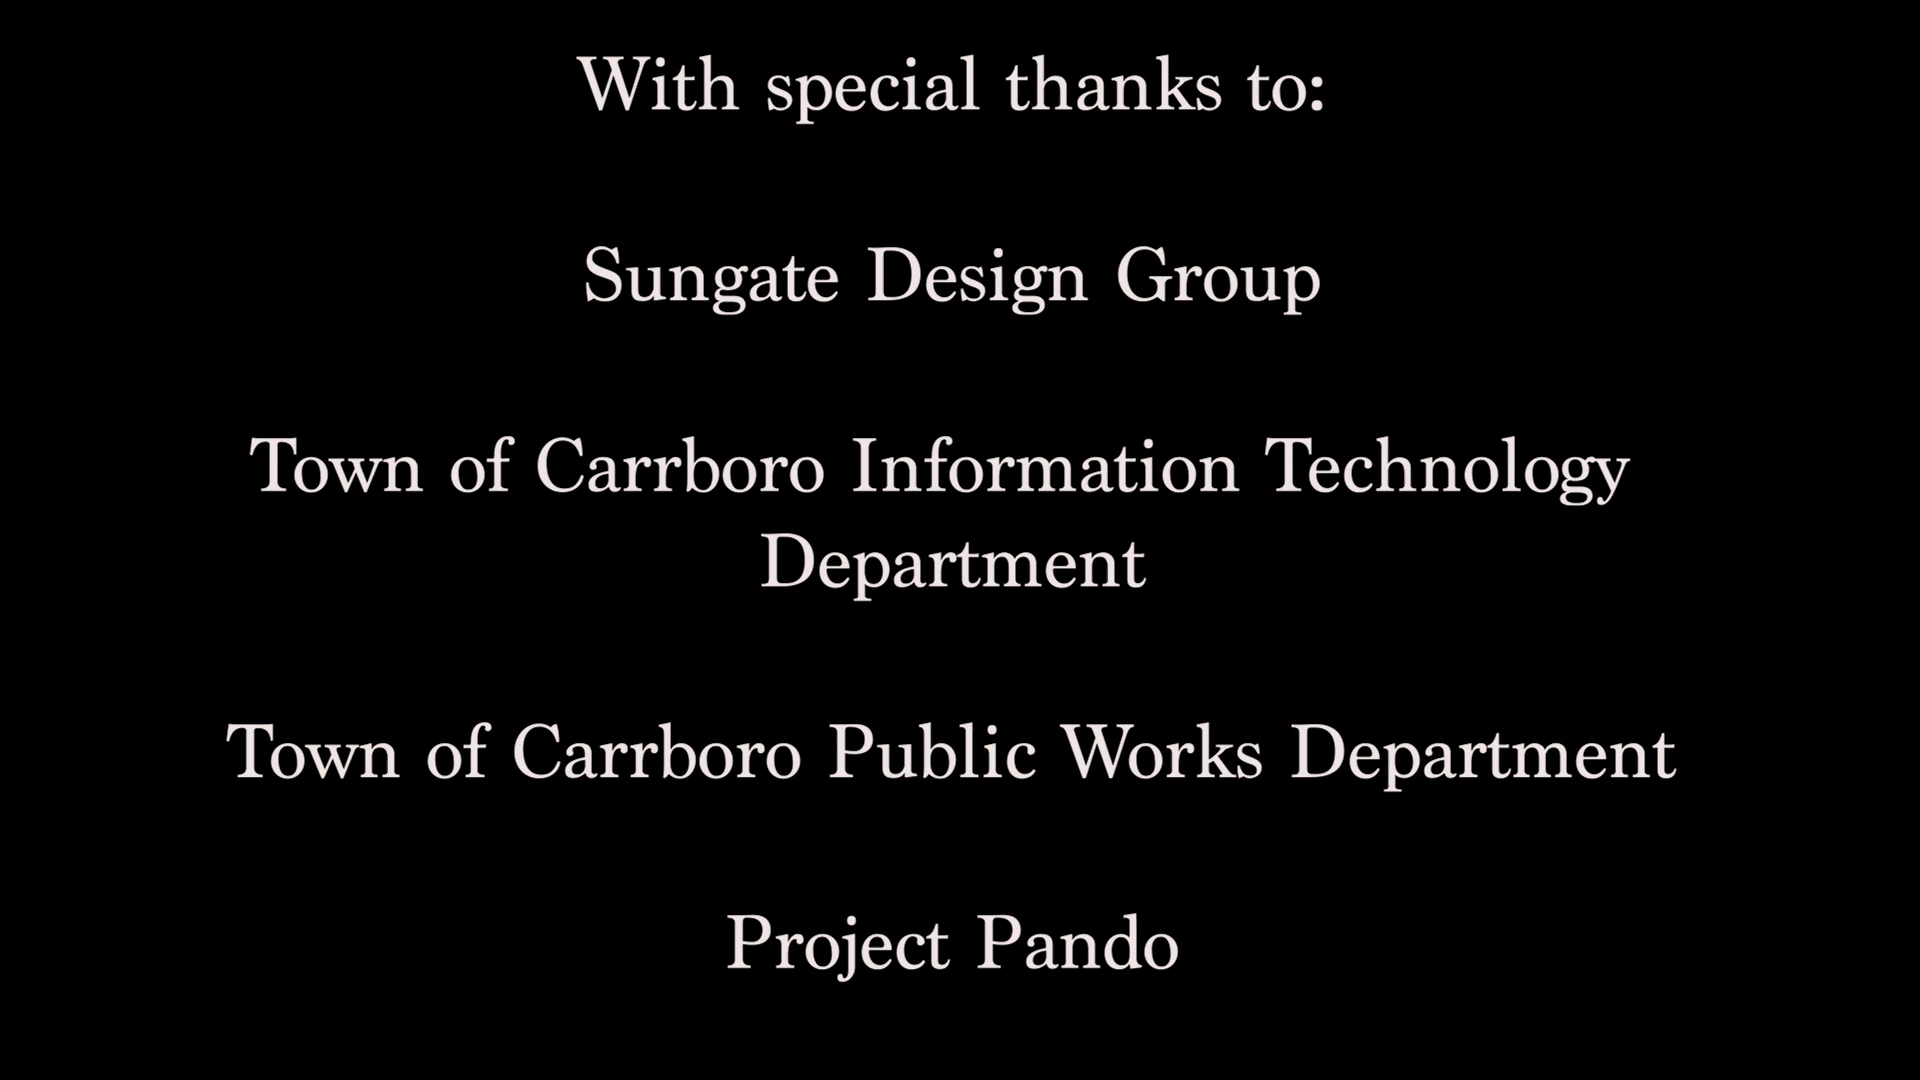 With special thanks to:
Sungate Design Group
Town of Carrboro Information Technology
Department
Town of Carrboro Public Works Department
Project Pando